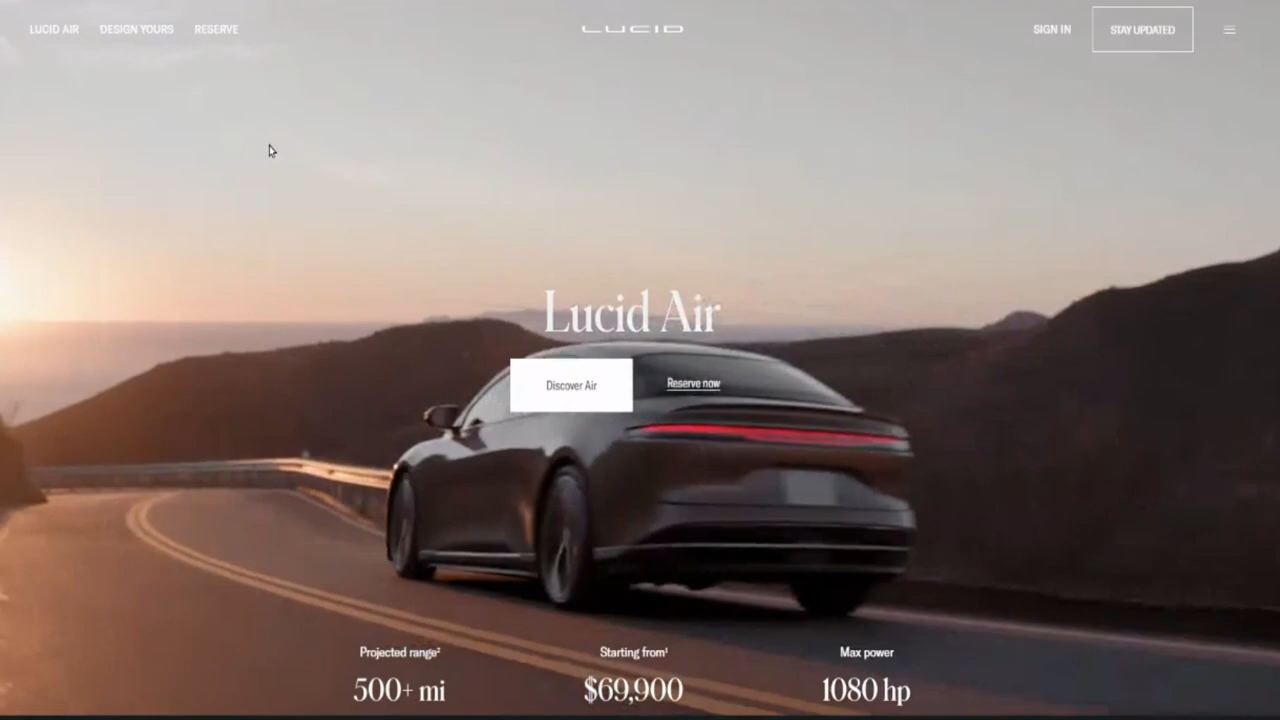 LUCID AIR DESIGN YOURS RESERVE LUCID SIGN IN STAY UPDATED
Lucid Air
Discover Air Reserve now
Projected range² Starting from¹ Max power
500+ mi $69,900 1080 hp